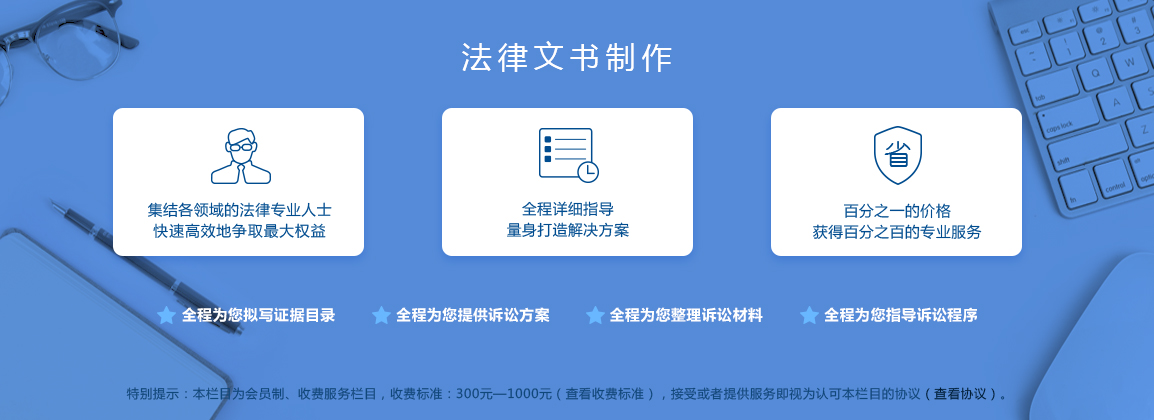 法律文书制作
省
集结各领域的法律专业人士
快速高效地争取最大权益
全程详细指导
量身打造解决方案
百分之一的价格
获得百分之百的专业服务
全程为您拟写证据目录
全程为您提供诉讼方案
全程为您整理诉讼材料
全程为您指导诉讼程序
特别提示：本栏目为会员制、收费服务栏目，收费标准：300元—1000元（查看收费标准），接受或者提供服务即视为认可本栏目的协议（查看协议）。